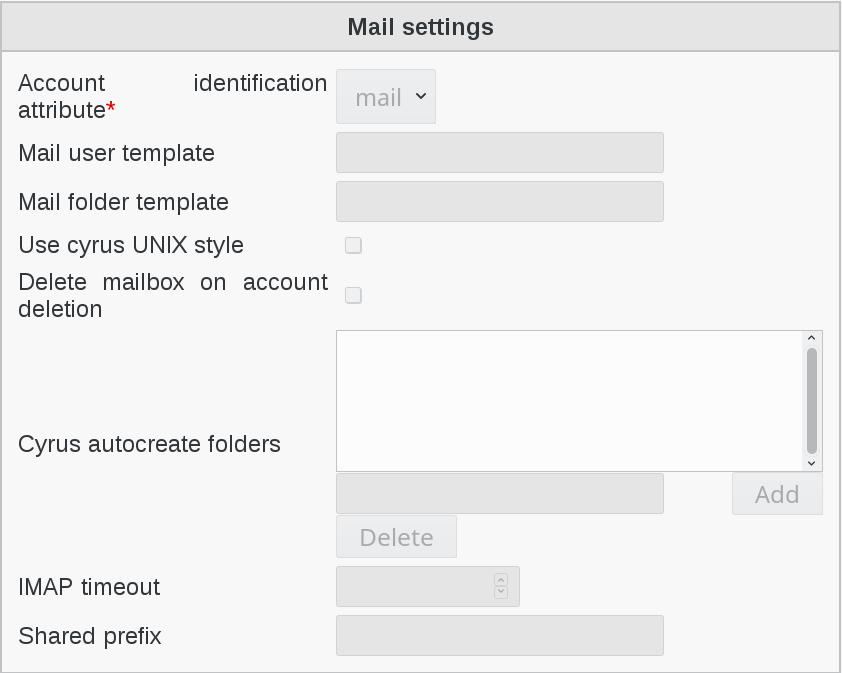 Mail settings
Account identification
attribute*
mail
Mail user template
Mail folder template
Use cyrus UNIX style
Delete mailbox on account
deletion
Cyrus autocreate folders
Add
Delete
IMAP timeout
Shared prefix